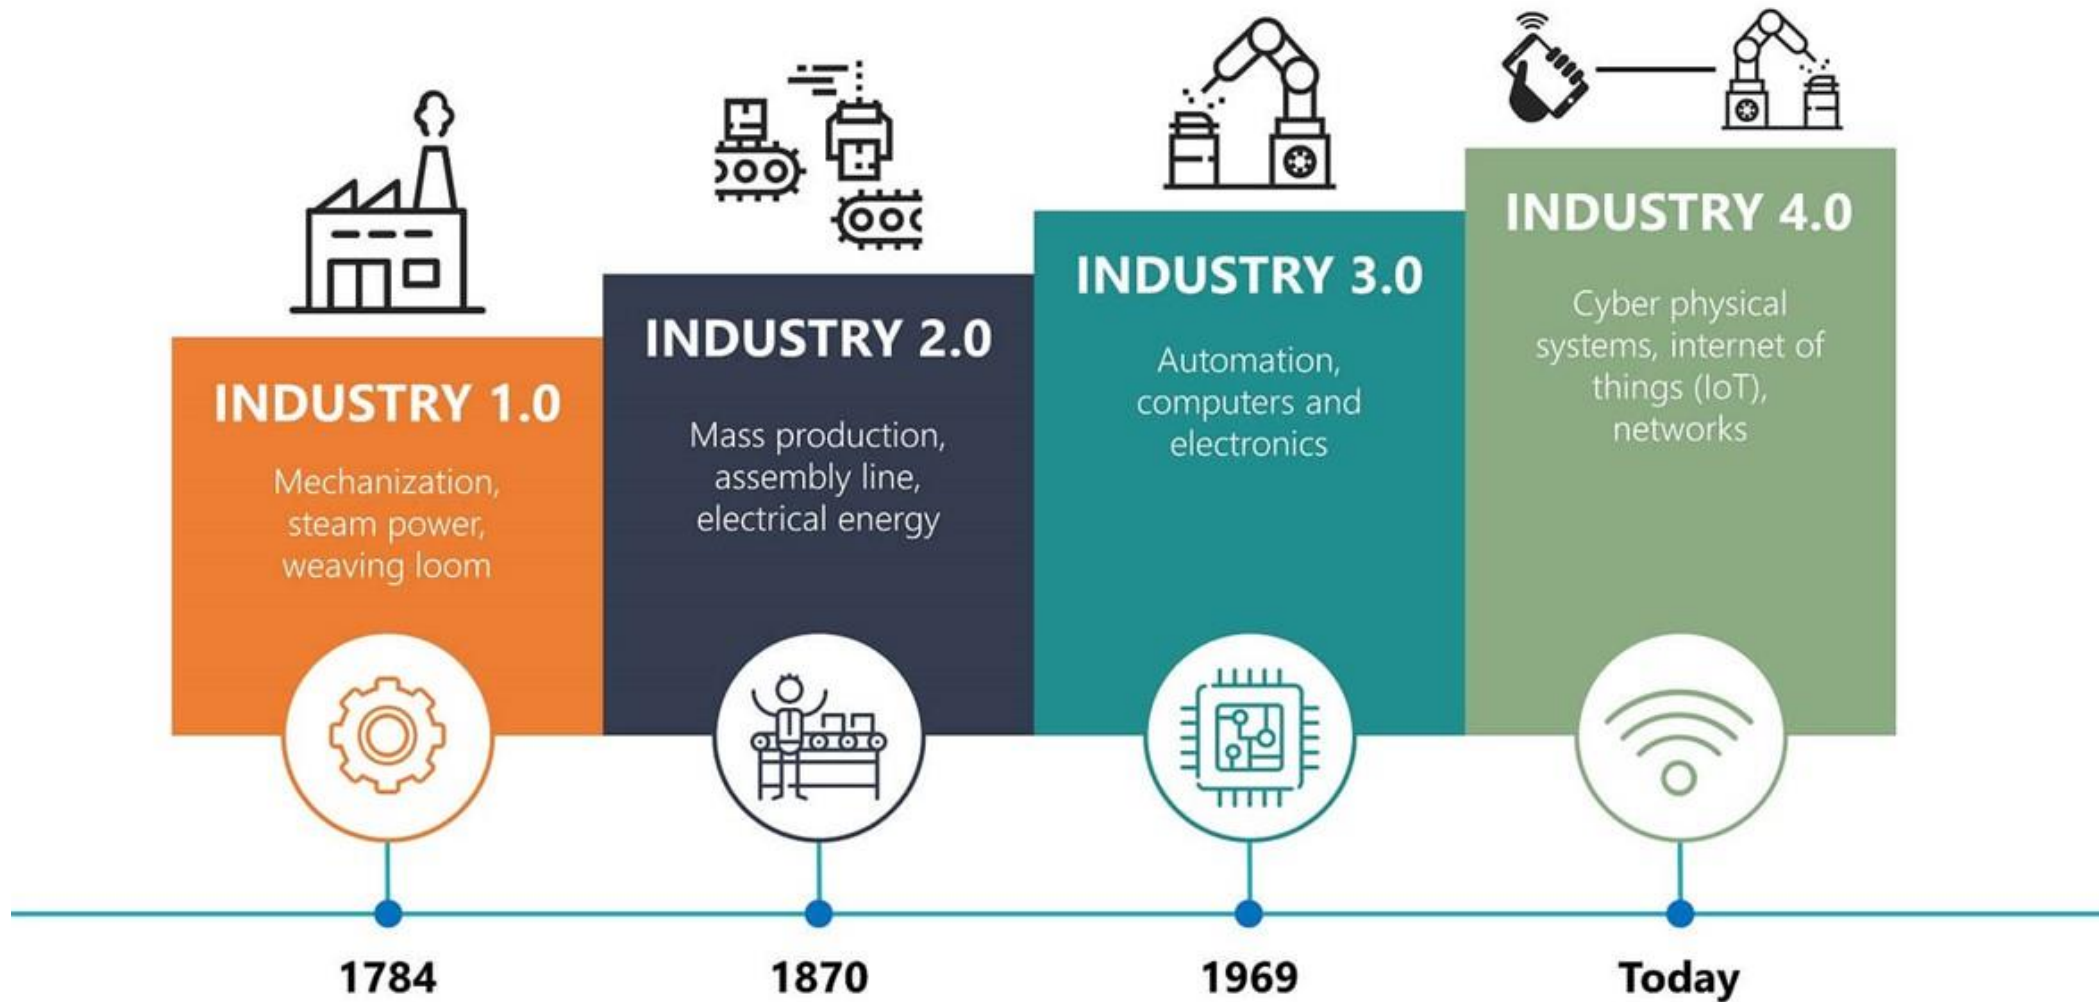 INDUSTRY 1.0
Mechanization,
steam power,
weaving loom
1784
INDUSTRY 2.0
Mass production,
assembly line,
electrical energy
1870
INDUSTRY 3.0
Automation,
computers and
electronics
1969
INDUSTRY 4.0
Cyber physical
systems, internet of
things (IoT),
networks
Today